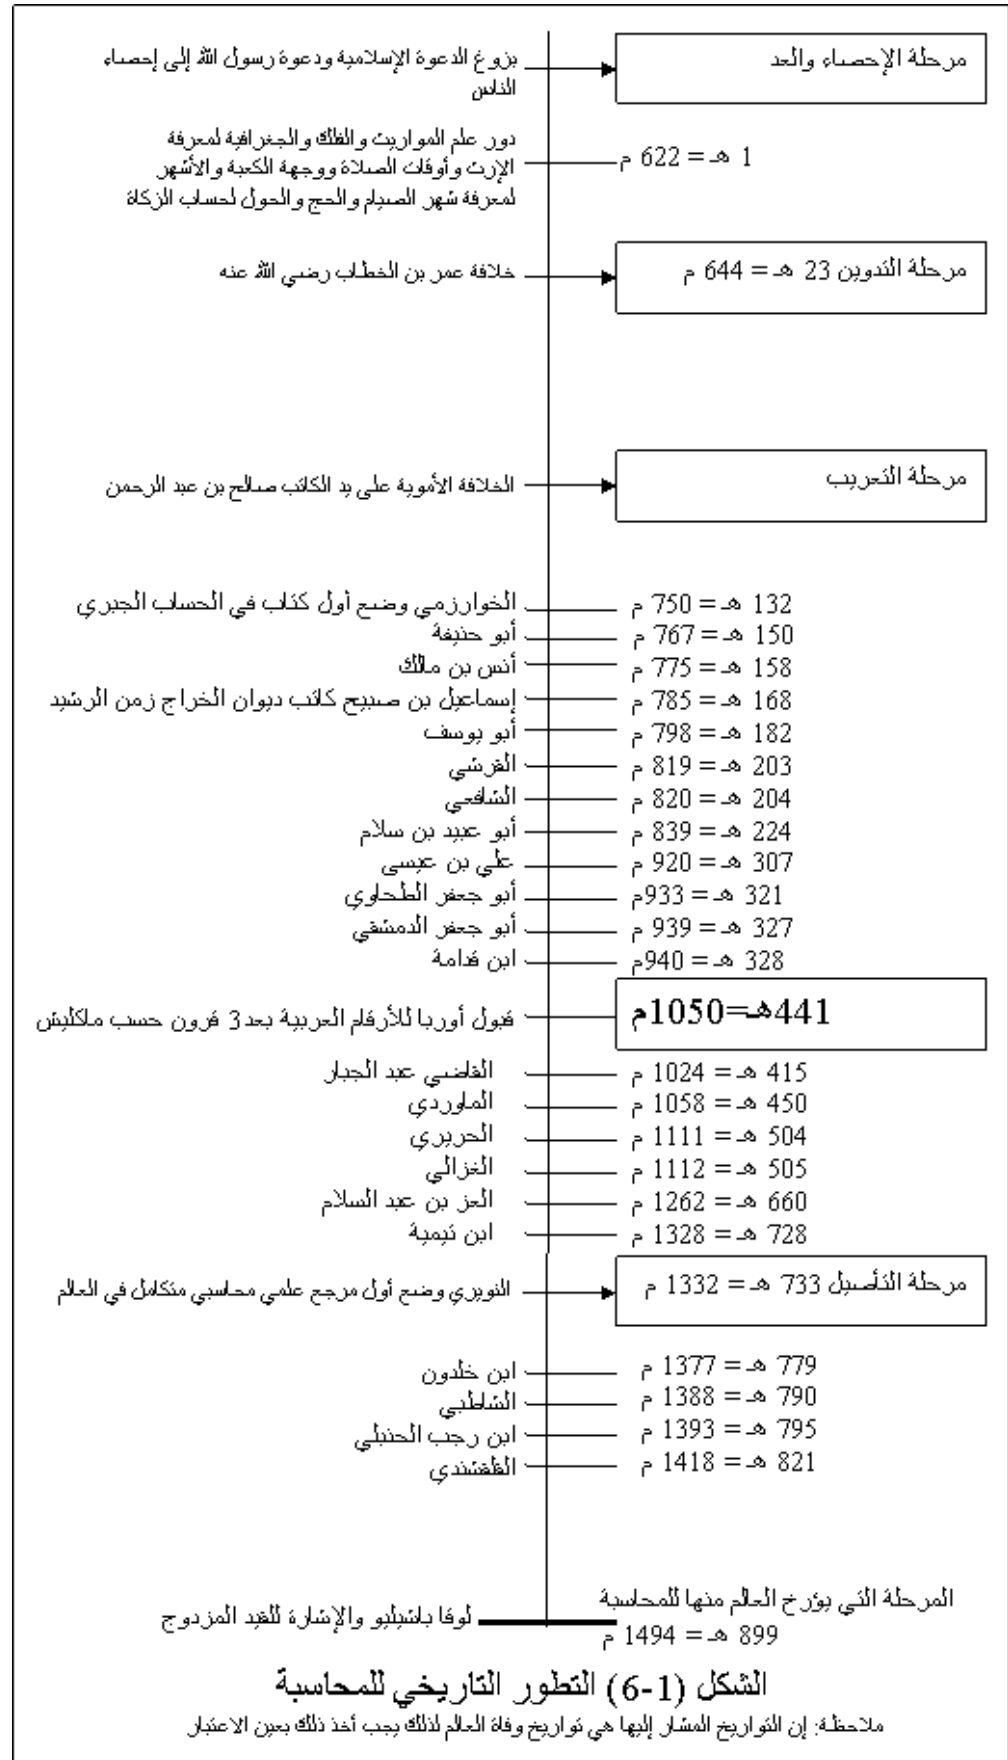 مرحلة الإحصاء والعد
بزوغ الدعوة الإسلامية ودعوة رسول الله إلى إحصاء
الناس
1 هـ = 622 م
دور علم المواريث والفلك والجغرافية لمعرفة
الإرث وأوقات الصلاة ووجهة الكعبة والأشهر
لمعرفة شهر الصيام والحج والحول لحساب الزكاة
مرحلة التدوين 23 هـ = 644 م
خلافة عمر بن الخطاب رضي الله عنه
مرحلة التعريب
الخلافة الأموية على يد الكاتب صالح بن عبد الرحمن
132 هـ = 750 م
الخوارزمي وضع أول كتاب في الحساب الجبري
150 هـ = 767 م
أبو حنيفة
158 هـ = 775 م
أنس بن مالك
168 هـ = 785 م
إسماعيل بن صبيح كاتب ديوان الخراج زمن الرشيد
182 هـ = 798 م
أبو يوسف
203 هـ = 819 م
القرشي
204 هـ = 820 م
الشافعي
224 هـ = 839 م
أبو عبيد بن سلام
307 هـ = 920 م
علي بن عيسى
321 هـ = 933م
أبو جعفر الطحاوي
327 هـ = 939 م
أبو جعفر الدمشقي
328 هـ = 940م
ابن قدامة
441هـ=1050م
قبول أوربا للأرقام العربية بعد 3 قرون حسب ماكليش
415 هـ = 1024 م
القاضي عبد الجبار
450 هـ = 1058 م
الماوردي
504 هـ = 1111 م
الحريري
505 هـ = 1112 م
الغزالي
660 هـ = 1262 م
العز بن عبد السلام
728 هـ = 1328 م
ابن تيمية
مرحلة التأصيل 733 هـ = 1332 م
النويري وضع أول مرجع علمي محاسبي متكامل في العالم
779 هـ = 1377 م
ابن خلدون
790 هـ = 1388 م
الشاطبي
795 هـ = 1393 م
ابن رجب الحنبلي
821 هـ = 1418 م
القلقشندي
المرحلة التي يؤرخ العالم منها للمحاسبة
899 هـ = 1494 م
لوقا باشيليو والإشارة للقيد المزدوج
الشكل (1-6) التطور التاريخي للمحاسبة
ملاحظة: إن التواريخ المشار إليها هي تواريخ وفاة العالم لذلك يجب أخذ ذلك بعين الاعتبار